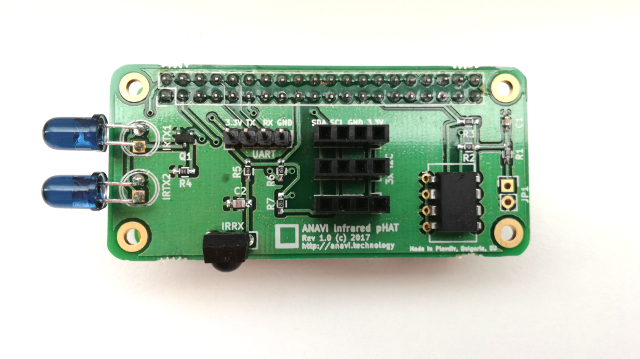 3.3V TX RX GND
SDA SCL GND 3.3V
IRTX1
Q1
UART
R3
C1
R2
R1
IRTX2
R4
R5
R6
C2
R7
JP1
IRRX
ANAVI Infrared pHAT
Rev 1.0 (c) 2017
http://anavi.technology
Made in Plovdiv, Bulgaria, EU